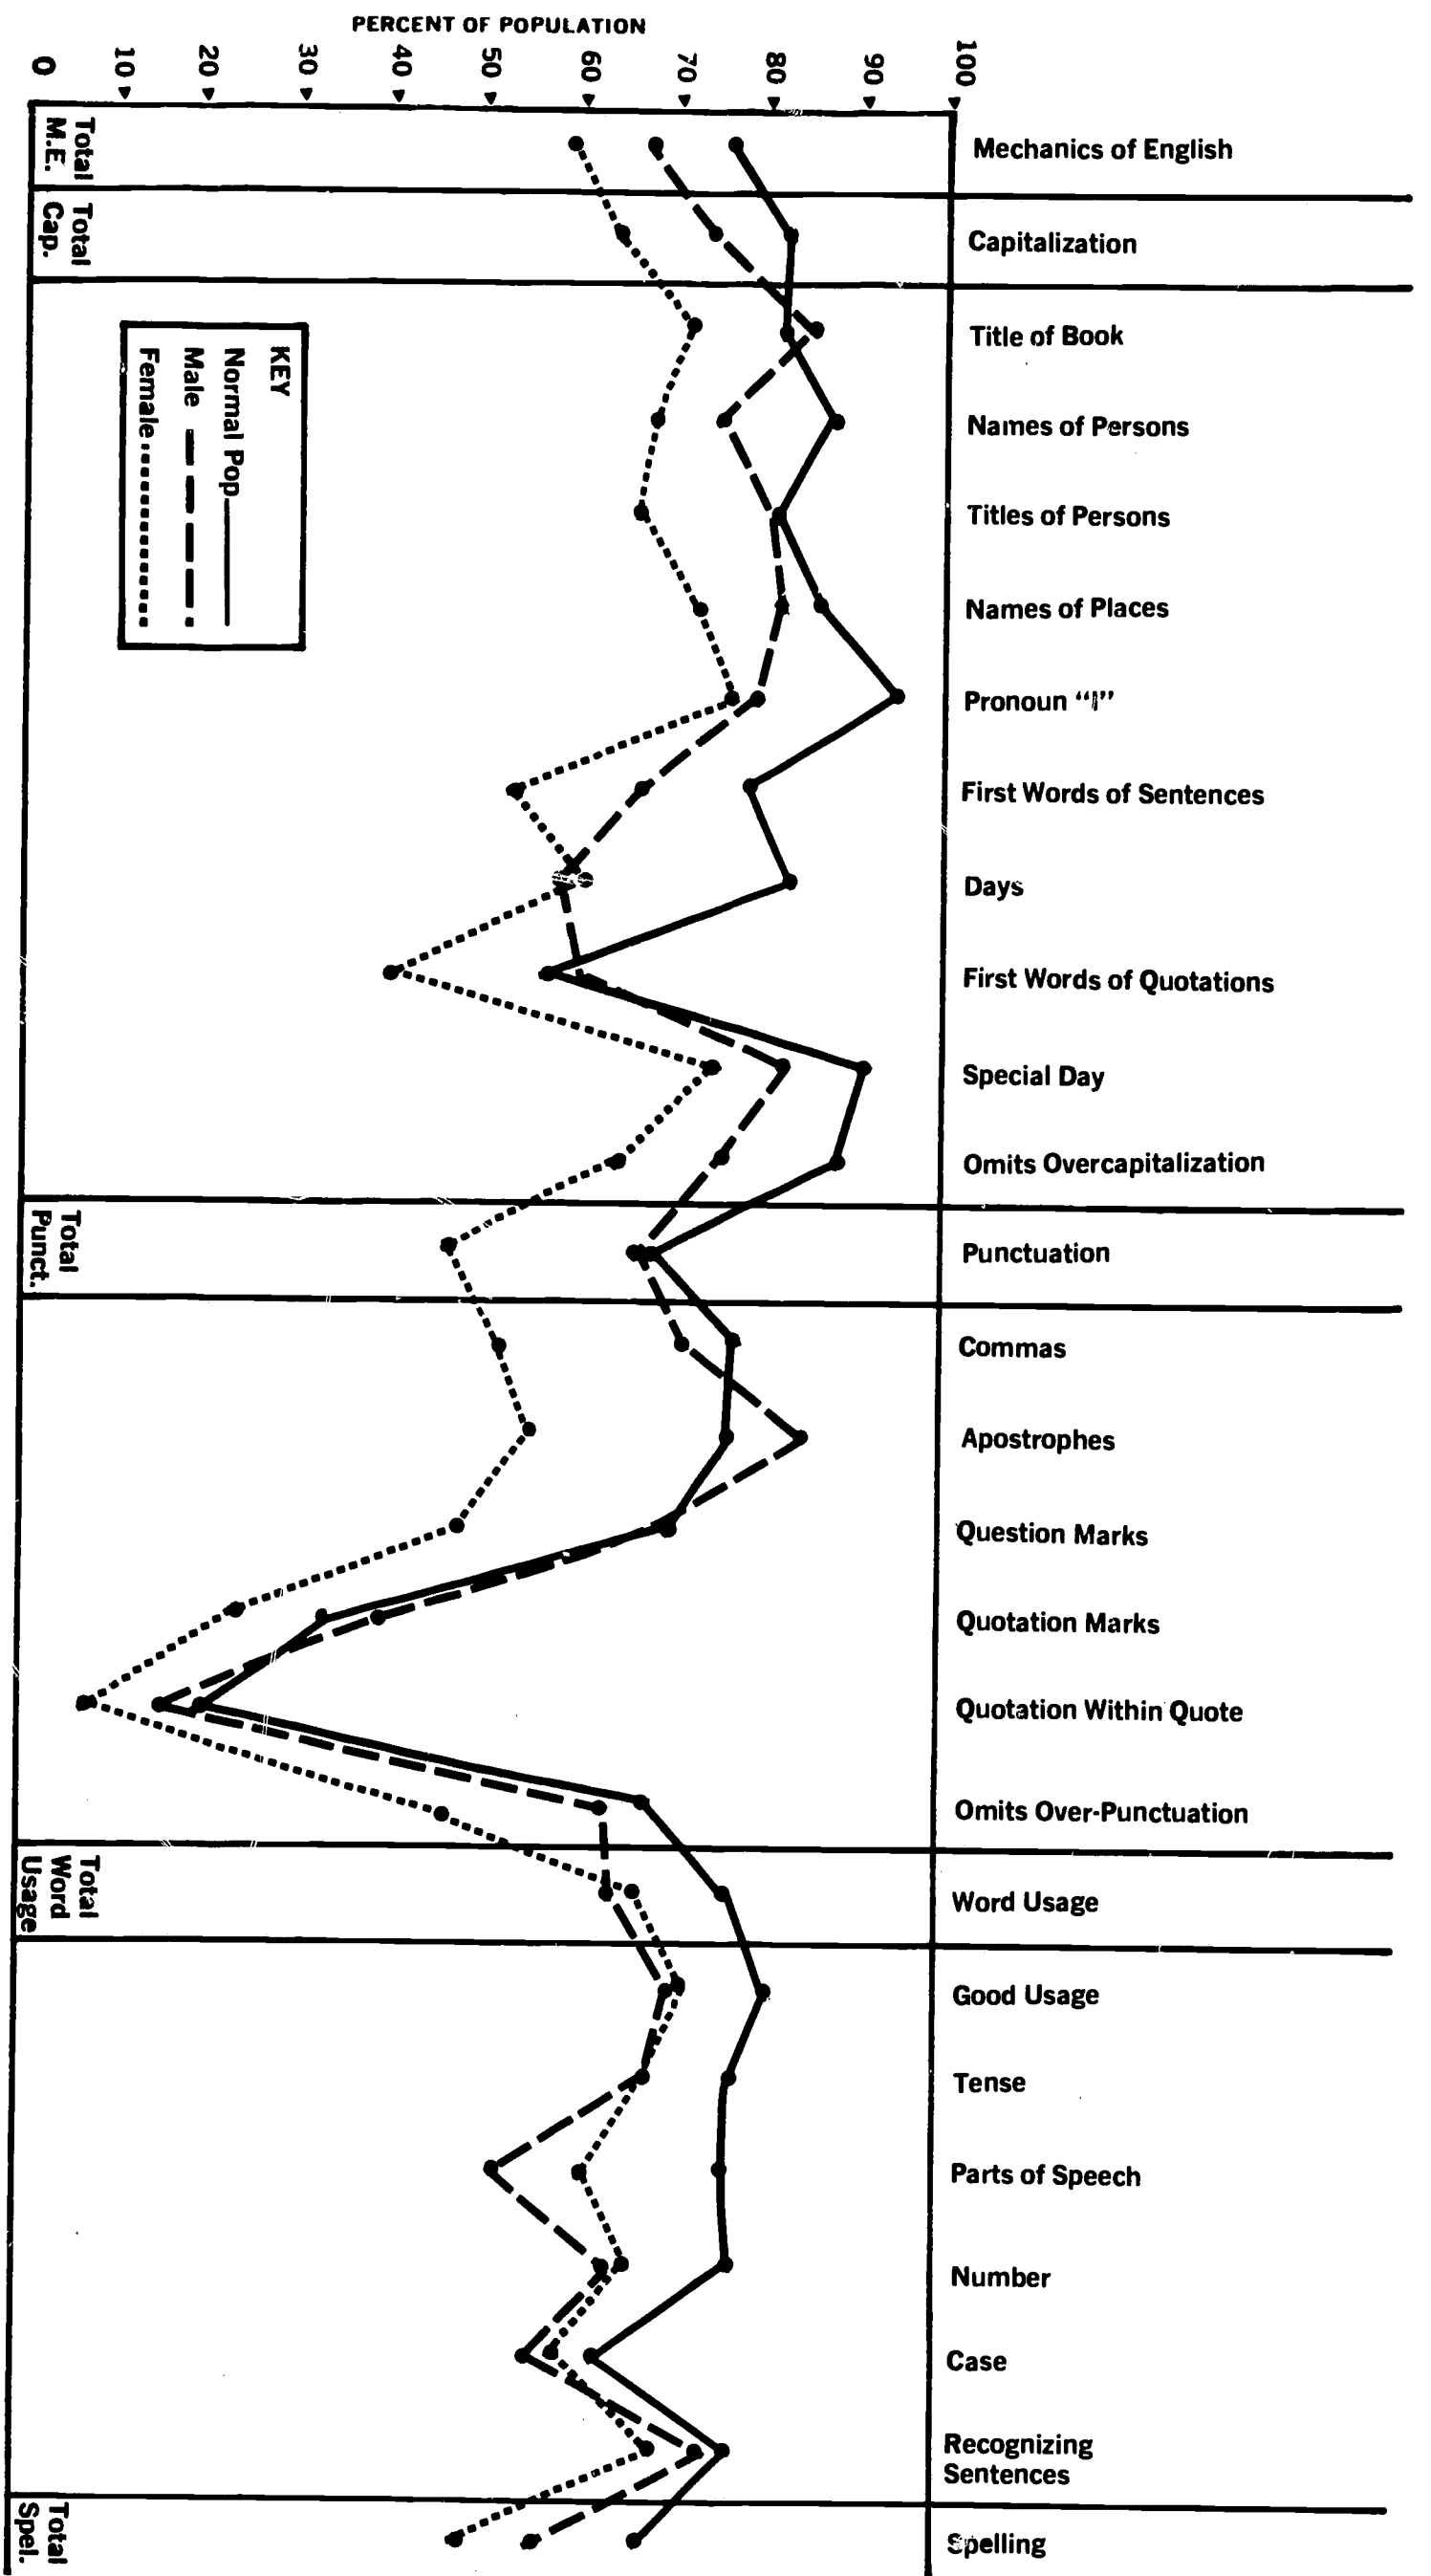 PERCENT OF POPULATION
0
10
20
30
40
50
60
70
80
90
100
Total
M.E.
Mechanics of English
Total
Cap.
Capitalization
Title of Book
Names of Persons
Titles of Persons
Names of Places
Pronoun “I”
First Words of Sentences
Days
First Words of Quotations
Special Day
Omits Overcapitalization
KEY
Normal Pop.
Male
Female
Total
Punct.
Punctuation
Commas
Apostrophes
Question Marks
Quotation Marks
Quotation Within Quote
Omits Over-Punctuation
Total
Word
Usage
Word Usage
Good Usage
Tense
Parts of Speech
Number
Case
Recognizing
Sentences
Total
Spel.
Spelling